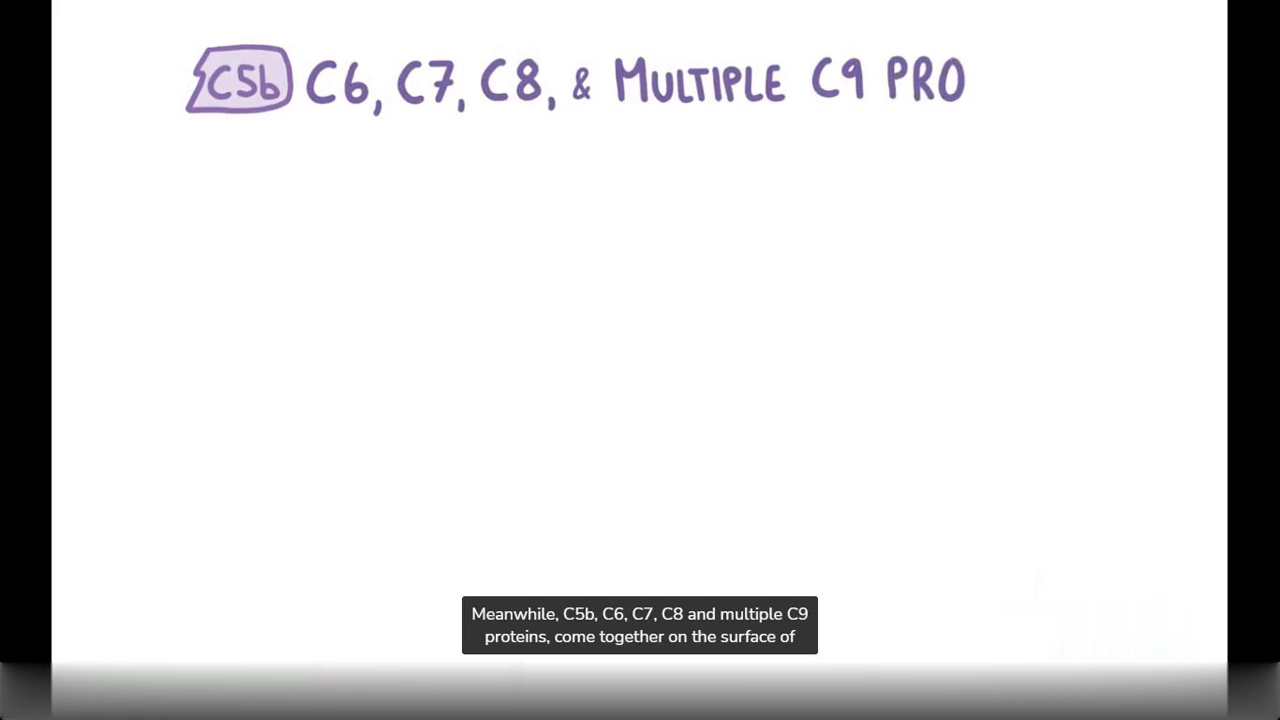 C5b C6, C7, C8, & MULTIPLE C9 PRO
Meanwhile, C5b, C6, C7, C8 and multiple C9
proteins, come together on the surface of